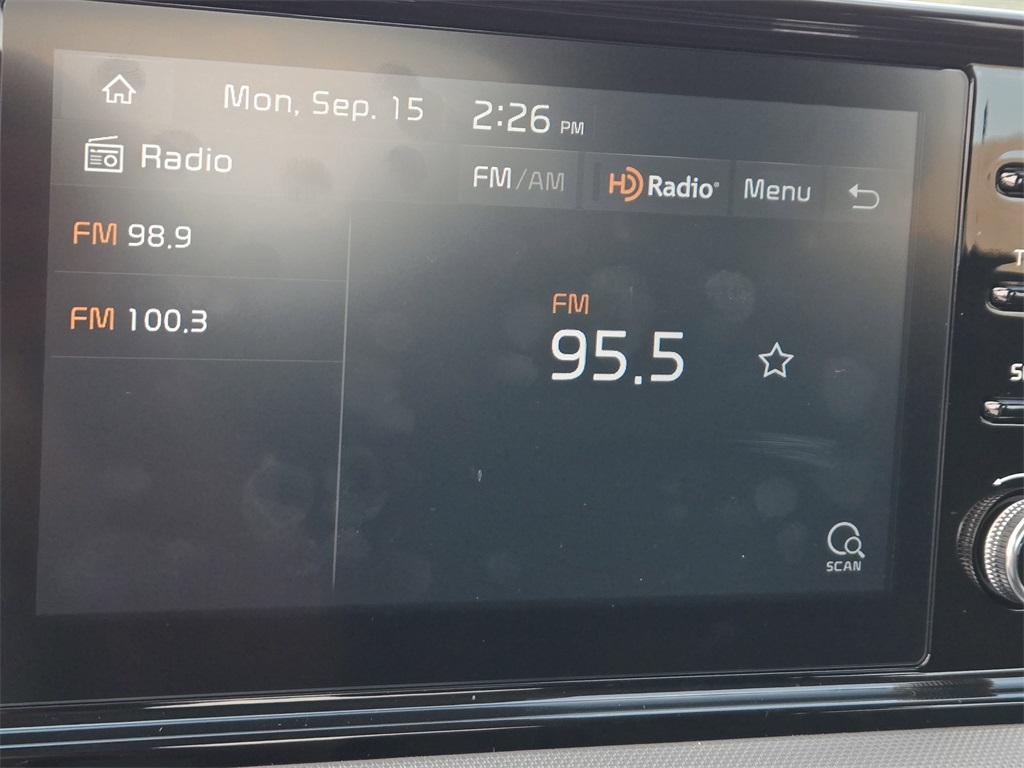 Mon, Sep. 15 2:26 PM
Radio FM/AM HD Radio® Menu
FM 98.9
FM 100.3
FM
95.5
SCAN